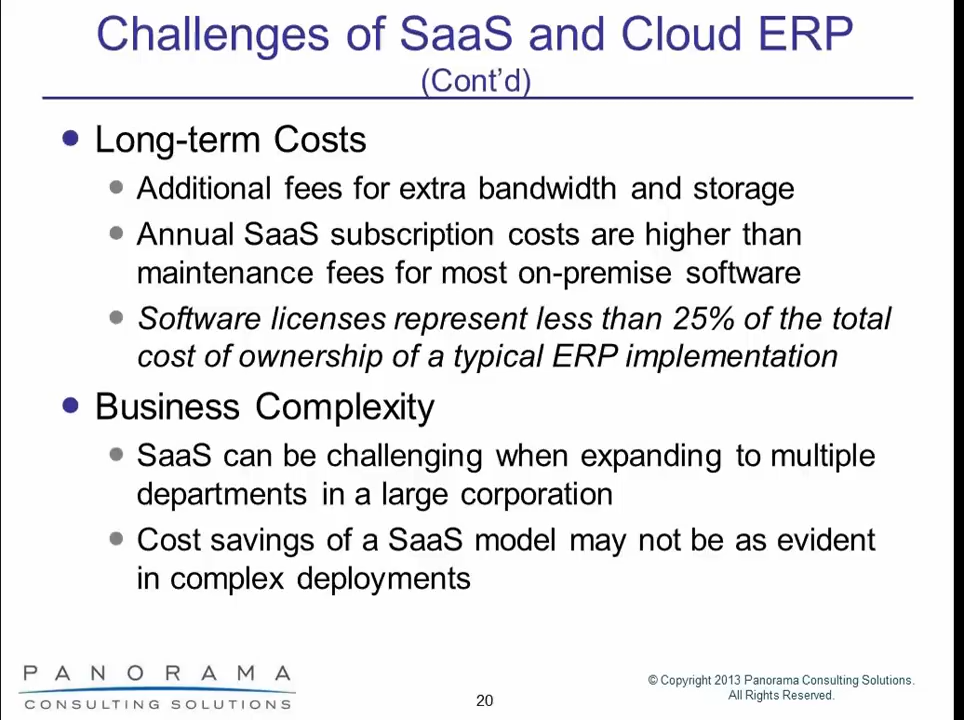 Challenges of SaaS and Cloud ERP
(Cont'd)
• Long-term Costs
• Additional fees for extra bandwidth and storage
• Annual SaaS subscription costs are higher than
maintenance fees for most on-premise software
• Software licenses represent less than 25% of the total
cost of ownership of a typical ERP implementation
• Business Complexity
• SaaS can be challenging when expanding to multiple
departments in a large corporation
• Cost savings of a SaaS model may not be as evident
in complex deployments
PANORAMA
CONSULTING SOLUTIONS
20
© Copyright 2013 Panorama Consulting Solutions.
All Rights Reserved.